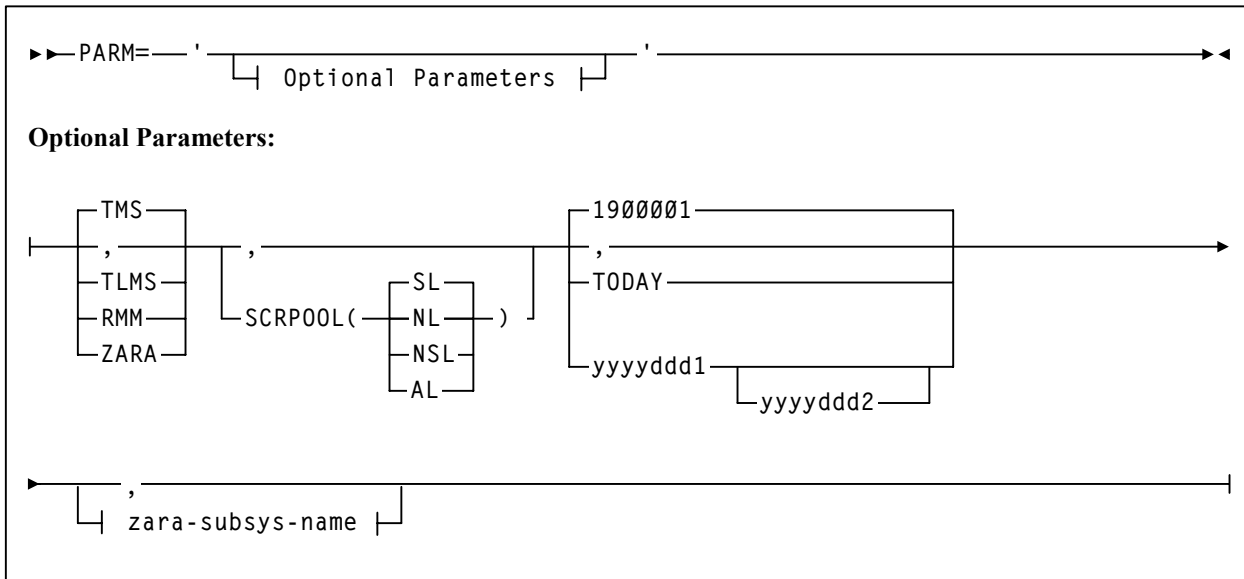 PARM= ' '
Optional Parameters
Optional Parameters:
TMS 19ØØØØ1
, , ,
TLMS SL TODAY
RMM SCRPOOL( NL )
ZARA NSL yyyyddd1
AL yyyyddd2
,
zara-subsys-name